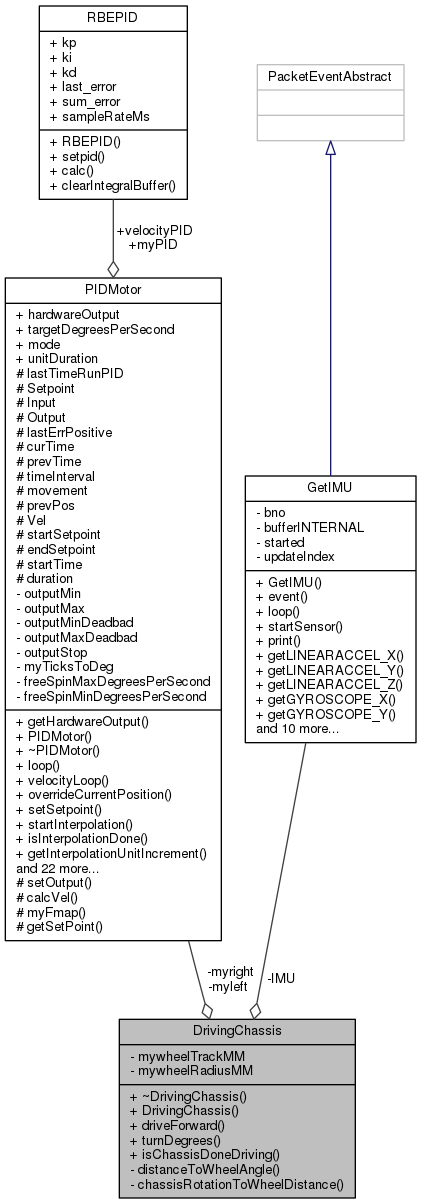 RBEPID
+ kp
+ ki
+ kd
+ last_error
+ sum_error
+ sampleRateMs
+ RBEPID()
+ setpid()
+ calc()
+ clearIntegralBuffer()
PacketEventAbstract
+velocityPID
+myPID
PIDMotor
+ hardwareOutput
+ targetDegreesPerSecond
+ mode
+ unitDuration
# lastTimeRunPID
# Setpoint
# Input
# Output
# lastErrPositive
# curTime
# prevTime
# timeInterval
# movement
# prevPos
# Vel
# startSetpoint
# endSetpoint
# startTime
# duration
- outputMin
- outputMax
- outputMinDeadbad
- outputMaxDeadbad
- outputStop
- myTicksToDeg
- freeSpinMaxDegreesPerSecond
- freeSpinMinDegreesPerSecond
+ getHardwareOutput()
+ PIDMotor()
+ ~PIDMotor()
+ loop()
+ velocityLoop()
+ overrideCurrentPosition()
+ setSetpoint()
+ startInterpolation()
+ isInterpolationDone()
+ getInterpolationUnitIncrement()
and 22 more...
# setOutput()
# calcVel()
# myFmap()
# getSetPoint()
GetIMU
- bno
- bufferINTERNAL
- started
- updateIndex
+ GetIMU()
+ event()
+ loop()
+ startSensor()
+ print()
+ getLINEARACCEL_X()
+ getLINEARACCEL_Y()
+ getLINEARACCEL_Z()
+ getGYROSCOPE_X()
+ getGYROSCOPE_Y()
and 10 more...
-myright
-myleft
-IMU
DrivingChassis
- mywheelTrackMM
- mywheelRadiusMM
+ ~DrivingChassis()
+ DrivingChassis()
+ driveForward()
+ turnDegrees()
+ isChassisDoneDriving()
- distanceToWheelAngle()
- chassisRotationToWheelDistance()